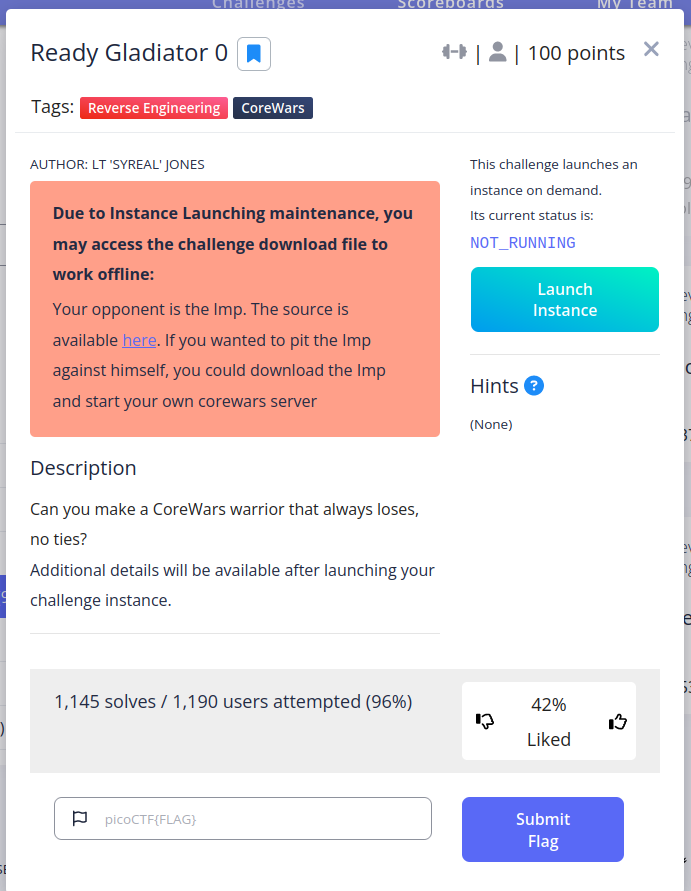 Challenges Scoreboards My Team
Ready Gladiator 0 | | 100 points
Tags: Reverse Engineering CoreWars
AUTHOR: LT 'SYREAL' JONES
Due to Instance Launching maintenance, you
may access the challenge download file to
work offline:
Your opponent is the Imp. The source is
available here. If you wanted to pit the Imp
against himself, you could download the Imp
and start your own corewars server
Description
Can you make a CoreWars warrior that always loses,
no ties?
Additional details will be available after launching your
challenge instance.
This challenge launches an
instance on demand.
Its current status is:
NOT_RUNNING
Launch
Instance
Hints ?
(None)
1,145 solves / 1,190 users attempted (96%)
42%
Liked
picoCTF{FLAG}
Submit
Flag